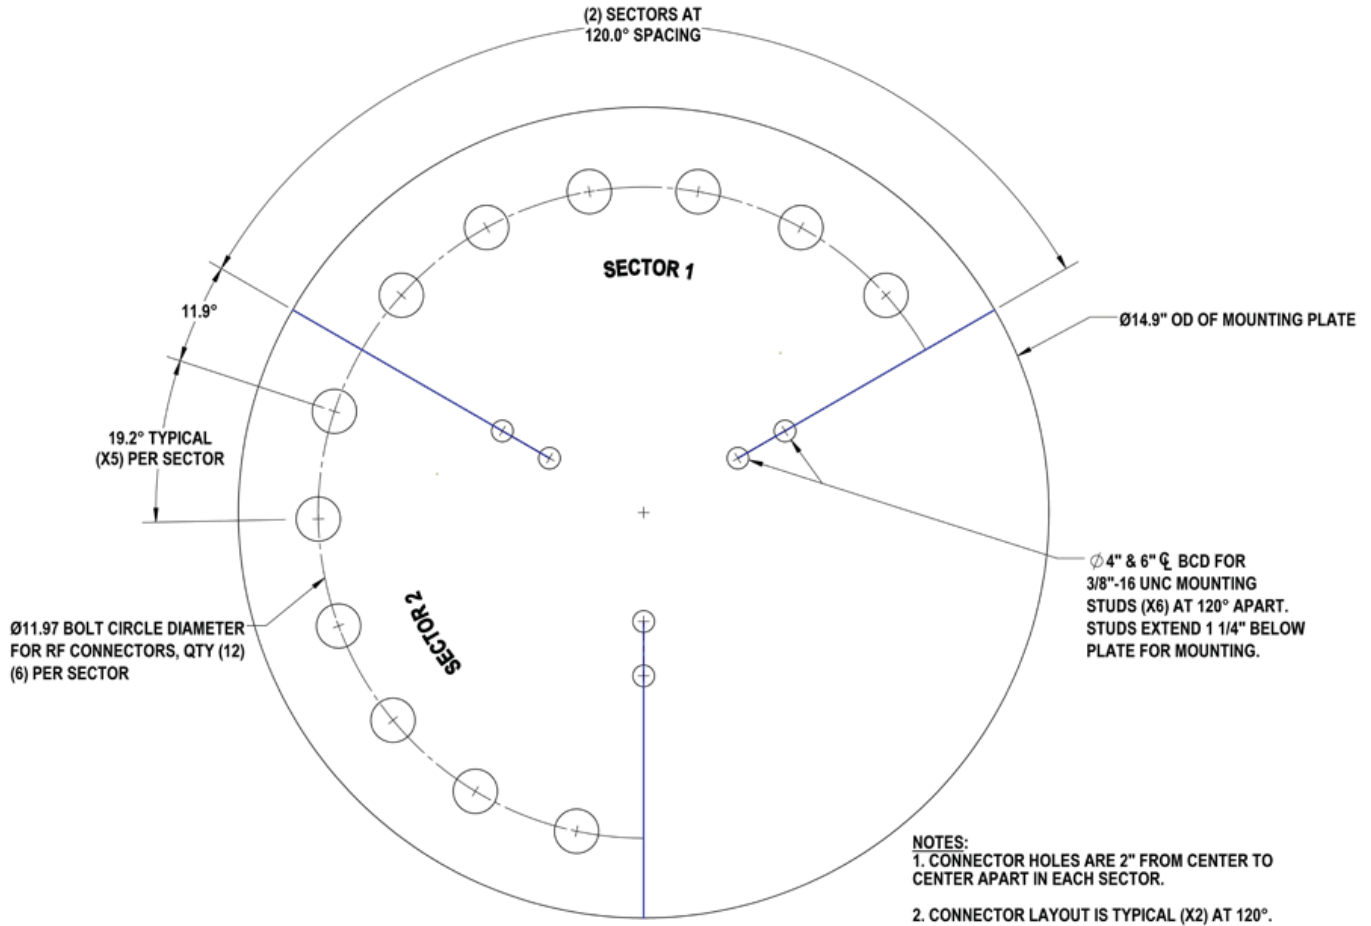 (2) SECTORS AT
120.0° SPACING
SECTOR 1
11.9°
Ø14.9" OD OF MOUNTING PLATE
19.2° TYPICAL
(X5) PER SECTOR
Ø4" & 6" ℄ BCD FOR
3/8"-16 UNC MOUNTING
STUDS (X6) AT 120° APART.
STUDS EXTEND 1 1/4" BELOW
PLATE FOR MOUNTING.
SECTOR 2
Ø11.97 BOLT CIRCLE DIAMETER
FOR RF CONNECTORS, QTY (12)
(6) PER SECTOR
NOTES:
1. CONNECTOR HOLES ARE 2" FROM CENTER TO
CENTER APART IN EACH SECTOR.
2. CONNECTOR LAYOUT IS TYPICAL (X2) AT 120°.